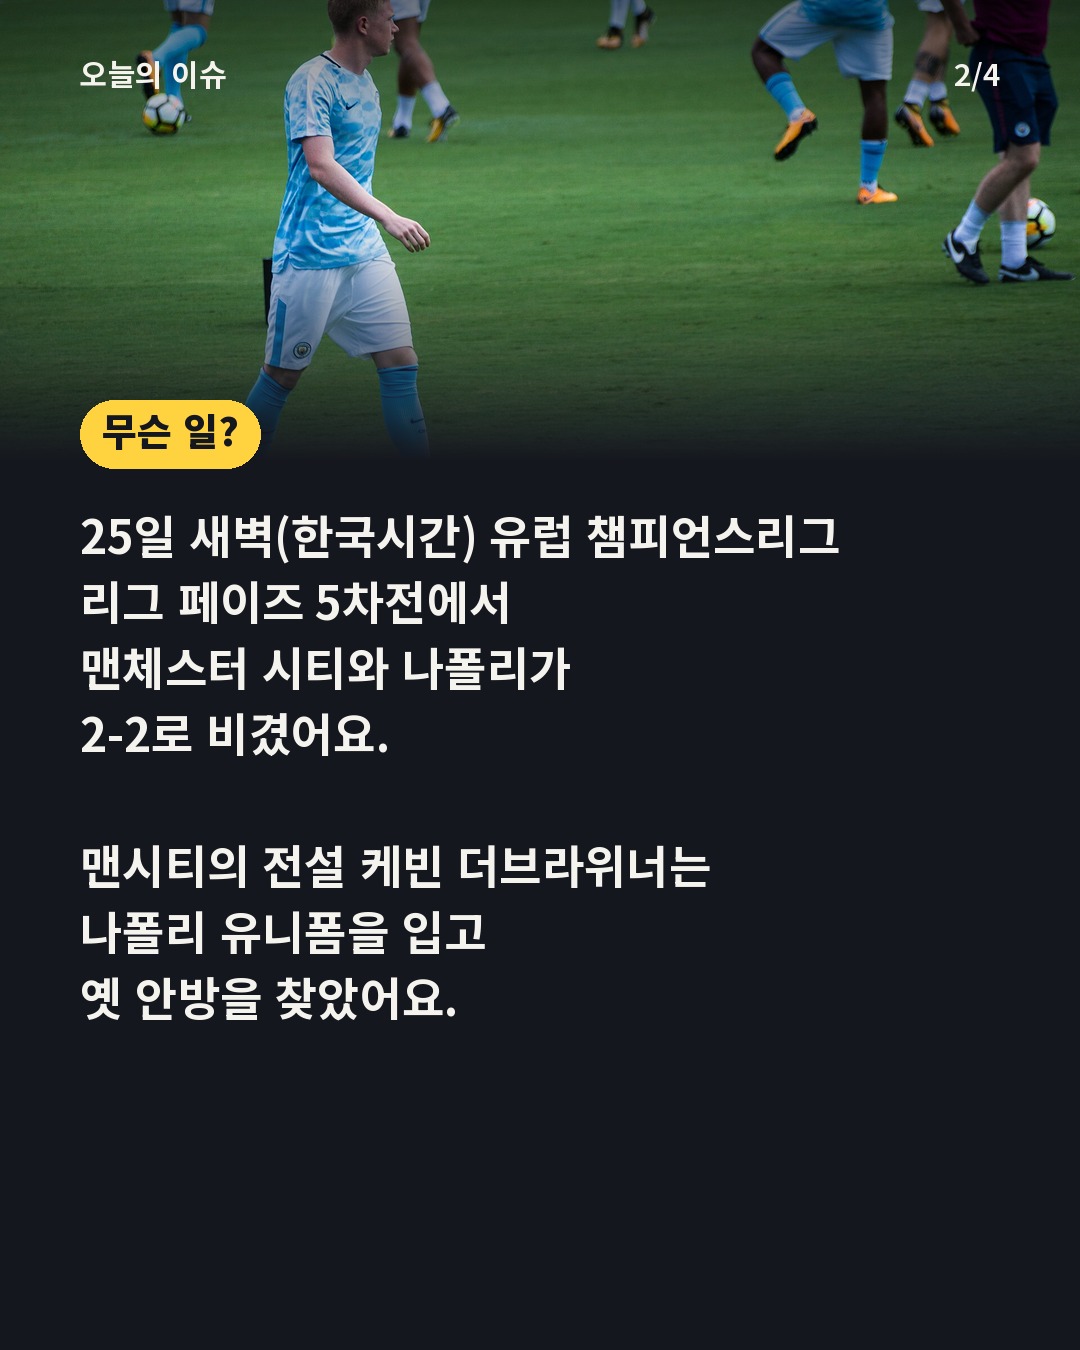 오늘의 이슈
2/4
무슨 일?
25일 새벽(한국시간) 유럽 챔피언스리그
리그 페이즈 5차전에서
맨체스터 시티와 나폴리가
2-2로 비겼어요.
맨시티의 전설 케빈 더브라위너는
나폴리 유니폼을 입고
옛 안방을 찾았어요.